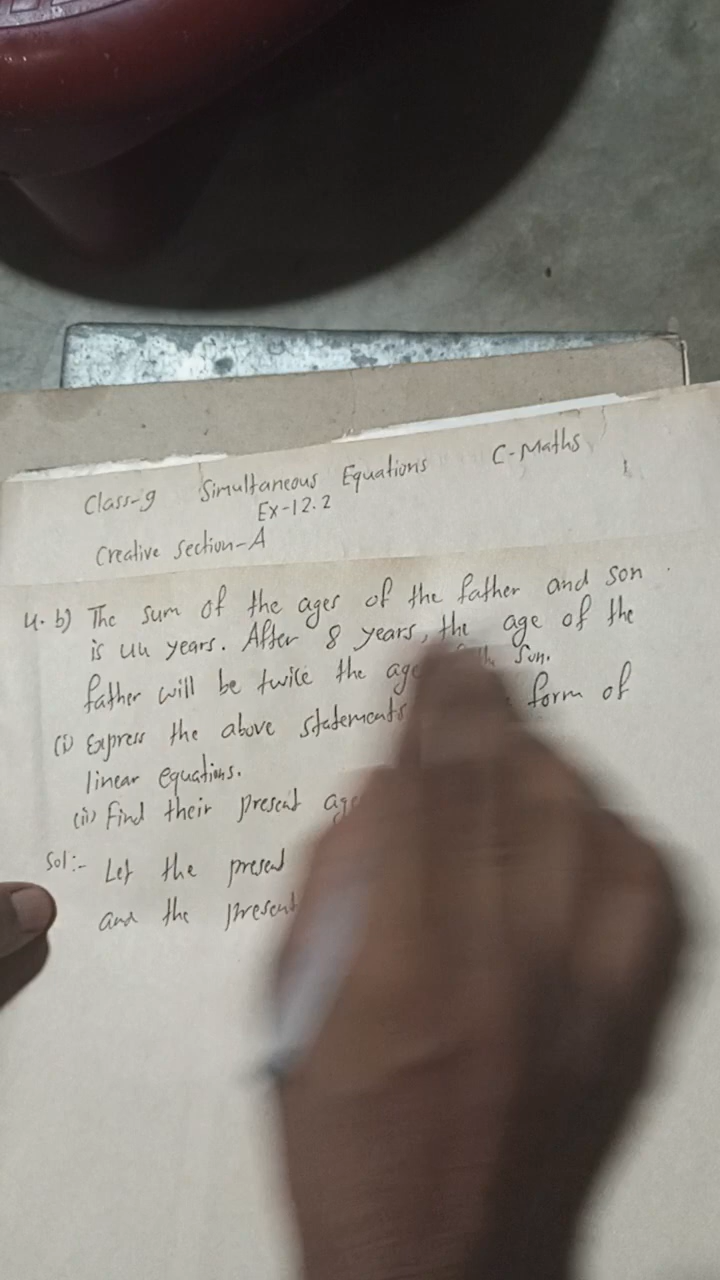 Class-9 Simultaneous Equations C-Maths
Ex-12.2
Creative Section-A
4. b) The sum of the ages of the father and son
is 44 years. After 8 years, the age of the
father will be twice the age son.
(i) Express the above statements form of
linear equations.
(ii) Find their present
Sol:- Let the present
and the present